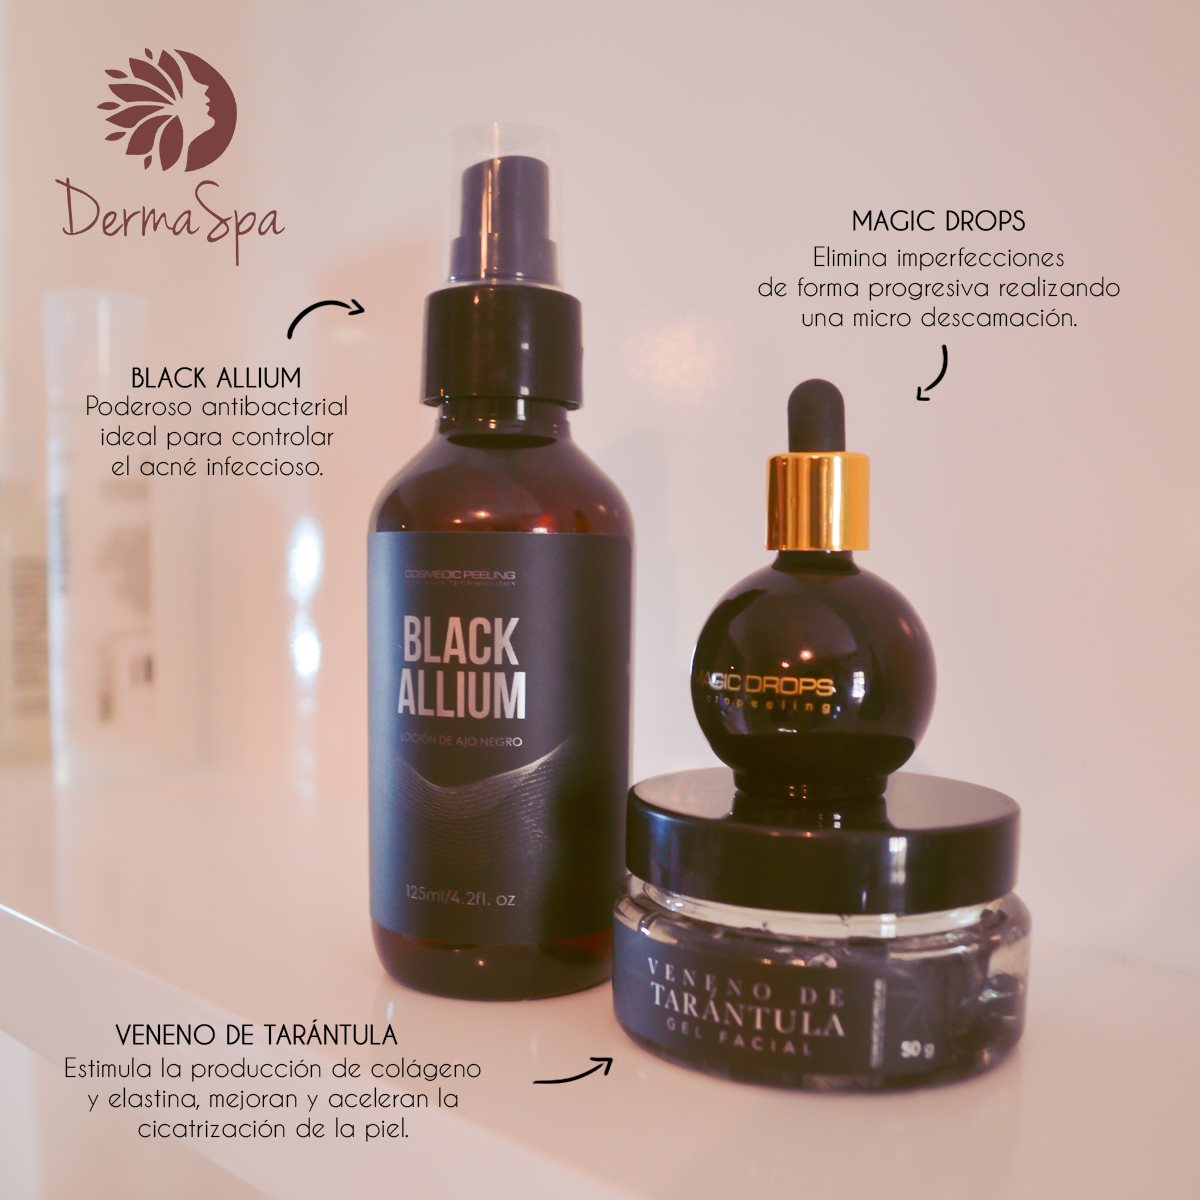 DermaSpa
MAGIC DROPS
Elimina imperfecciones
de forma progresiva realizando
una micro descamación.
BLACK ALLIUM
Poderoso antibacterial
ideal para controlar
el acné infeccioso.
COSMEDIC PEELING
BLACK
ALLIUM
LOCIÓN DE AJO NEGRO
125ml/4.2fl. oz
MAGIC DROPS
VENENO DE
TARÁNTULA
GEL FACIAL
50 g
VENENO DE TARÁNTULA
Estimula la producción de colágeno
y elastina, mejoran y aceleran la
cicatrización de la piel.